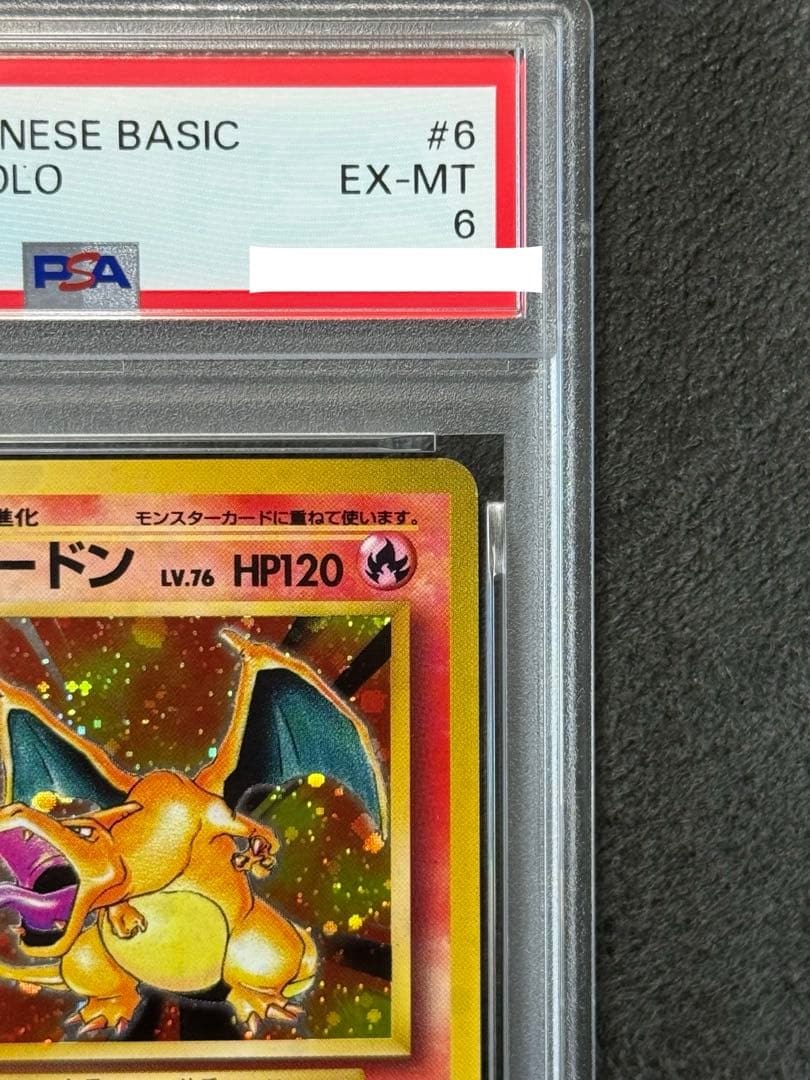 NESE BASIC #6
OLO EX-MT
6
PSA
進化 モンスターカードに重ねて使います。
ードン LV.76 HP120